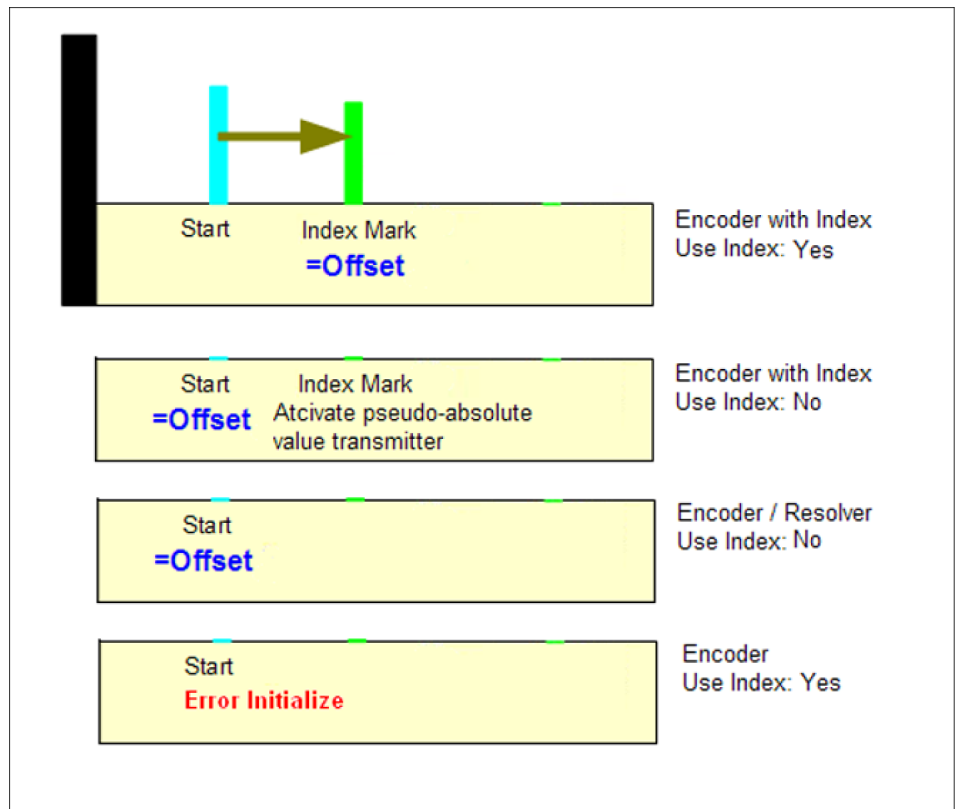 Start
Index Mark
=Offset
Encoder with Index
Use Index: Yes
Start
Index Mark
=Offset
Atcivate pseudo-absolute
value transmitter
Encoder with Index
Use Index: No
Start
=Offset
Encoder / Resolver
Use Index: No
Start
Error Initialize
Encoder
Use Index: Yes